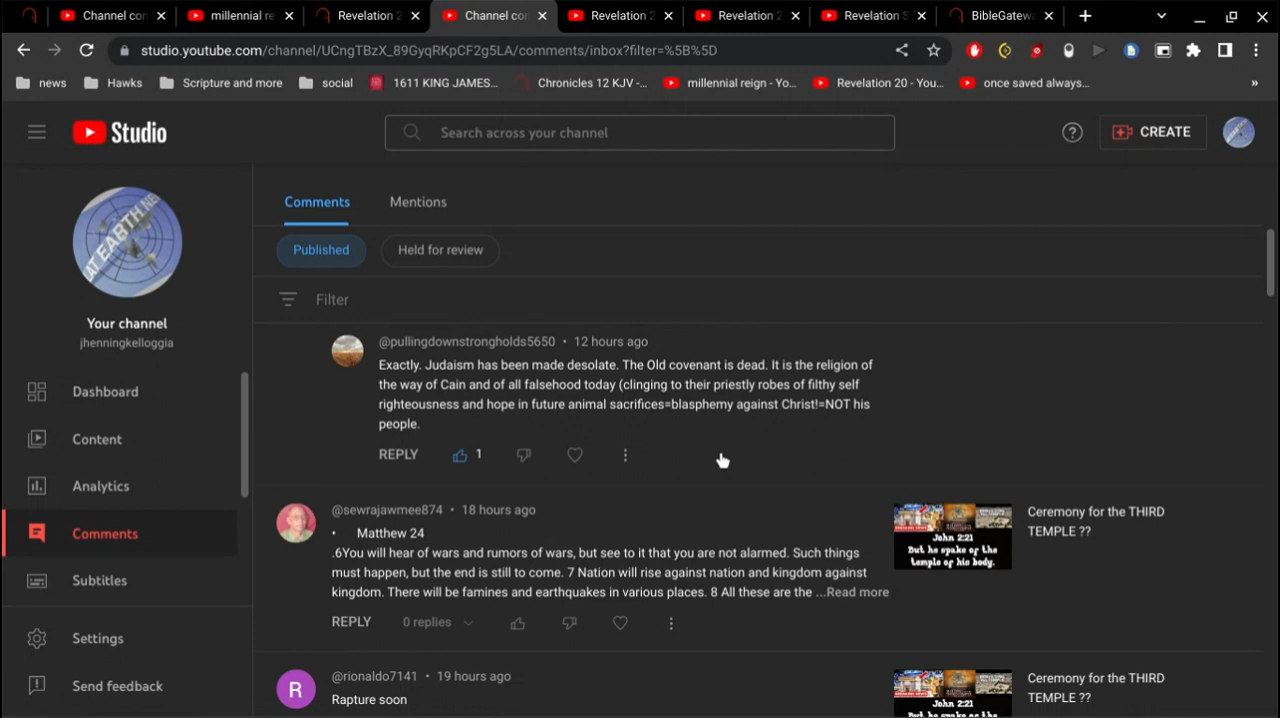 Channel con
millennial re
Revelation 2
Channel con
Revelation 2
Revelation 2
Revelation S
BibleGatew
studio.youtube.com/channel/UCngTBzX_89GyqRKpCF2g5LA/comments/inbox?filter=%5B%5D
news
Hawks
Scripture and more
social
1611 KING JAMES...
Chronicles 12 KJV -...
millennial reign - Yo...
Revelation 20 - You...
once saved always...
»
Studio
Search across your channel
CREATE
AT EARTH NE
Your channel
jhenningkelloggia
Dashboard
Content
Analytics
Comments
Subtitles
Settings
Send feedback
Comments
Mentions
Published
Held for review
Filter
@pullingdownstrongholds5650 • 12 hours ago
Exactly. Judaism has been made desolate. The Old covenant is dead. It is the religion of
the way of Cain and of all falsehood today (clinging to their priestly robes of filthy self
righteousness and hope in future animal sacrifices=blasphemy against Christ!=NOT his
people.
REPLY
1
@sewrajawmee874 • 18 hours ago
• Matthew 24
.6You will hear of wars and rumors of wars, but see to it that you are not alarmed. Such things
must happen, but the end is still to come. 7 Nation will rise against nation and kingdom against
kingdom. There will be famines and earthquakes in various places. 8 All these are the ...Read more
REPLY
0 replies
John 2:21
But he spake of the
temple of his body.
Ceremony for the THIRD
TEMPLE ??
R
@rionaldo7141 • 19 hours ago
Rapture soon
John 2:21
Ceremony for the THIRD
TEMPLE ??